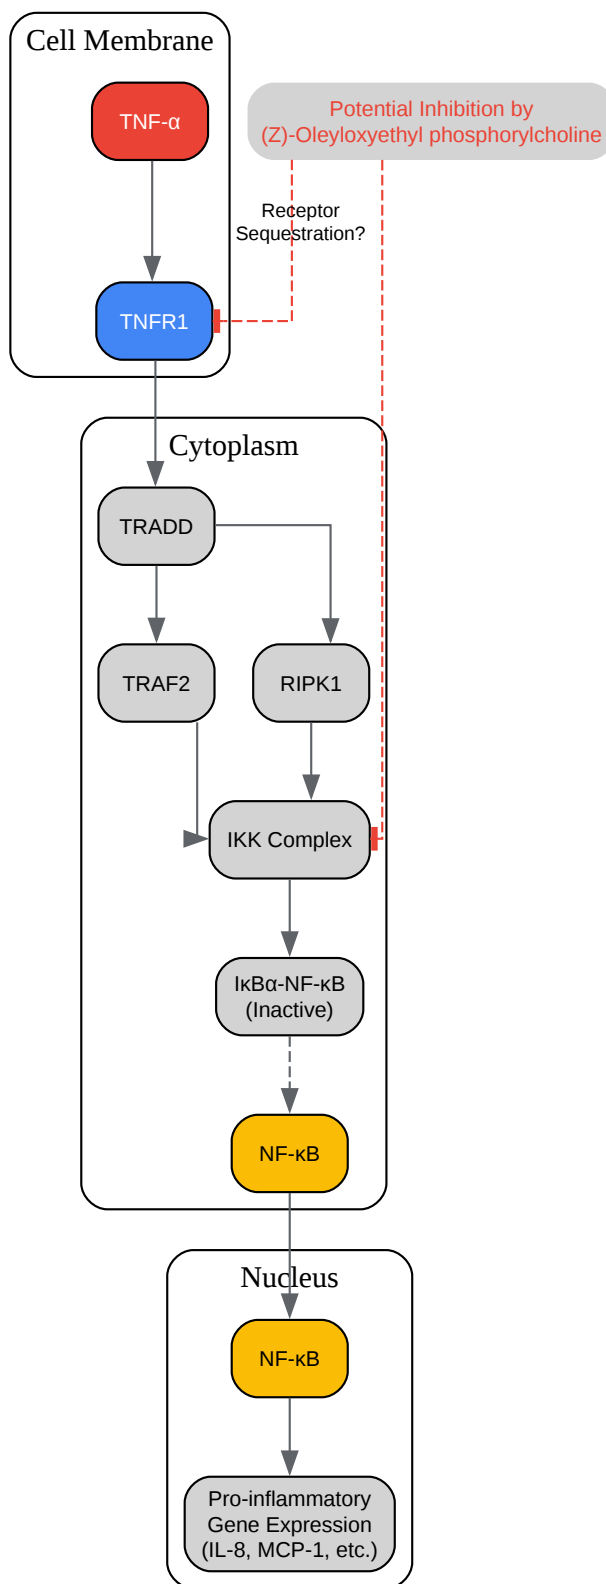 Cell Membrane
TNF-α
Potential Inhibition by
(Z)-Oleyloxyethyl phosphorylcholine
Receptor
Sequestration?
TNFR1
Cytoplasm
TRADD
TRAF2
RIPK1
IKK Complex
IκBα-NF-κB
(Inactive)
NF-κB
Nucleus
NF-κB
Pro-inflammatory
Gene Expression
(IL-8, MCP-1, etc.)